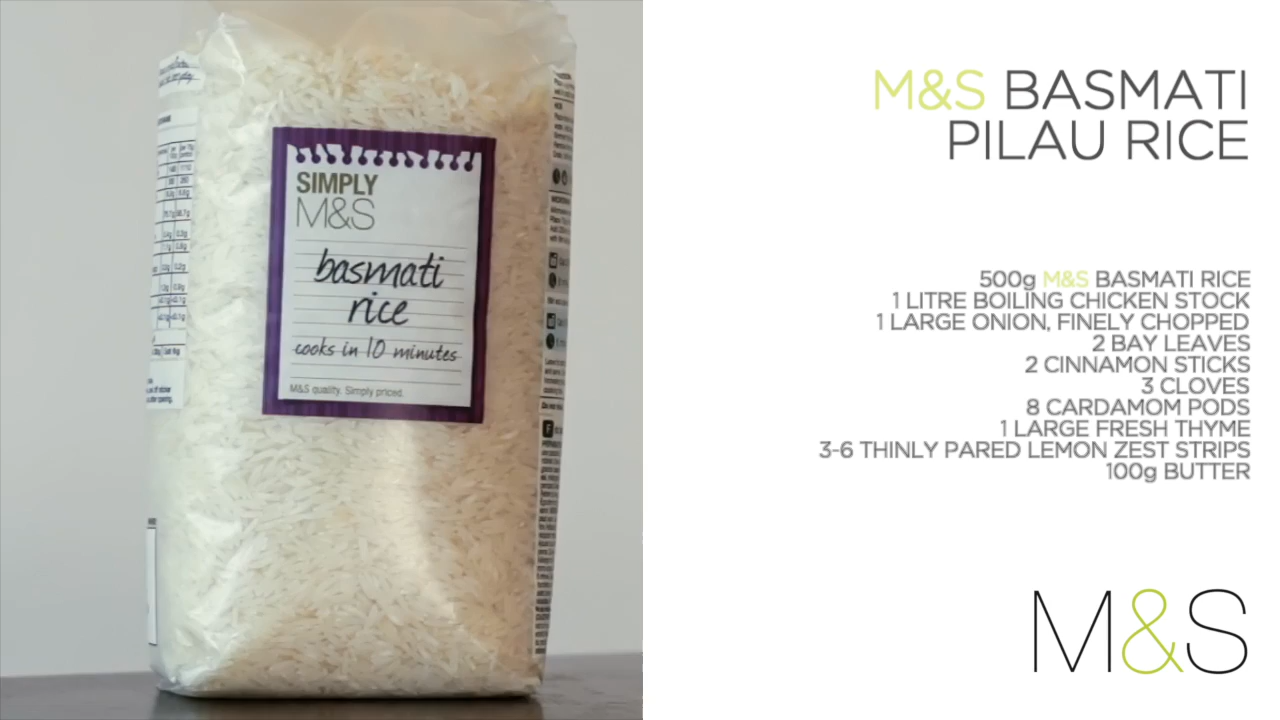 SIMPLY
M&S
basmati
rice
cooks in 10 minutes
M&S quality. Simply priced.
M&S BASMATI
PILAU RICE
500g M&S BASMATI RICE
1 LITRE BOILING CHICKEN STOCK
1 LARGE ONION, FINELY CHOPPED
2 BAY LEAVES
2 CINNAMON STICKS
3 CLOVES
8 CARDAMOM PODS
1 LARGE FRESH THYME
3-6 THINLY PARED LEMON ZEST STRIPS
100g BUTTER
M&S